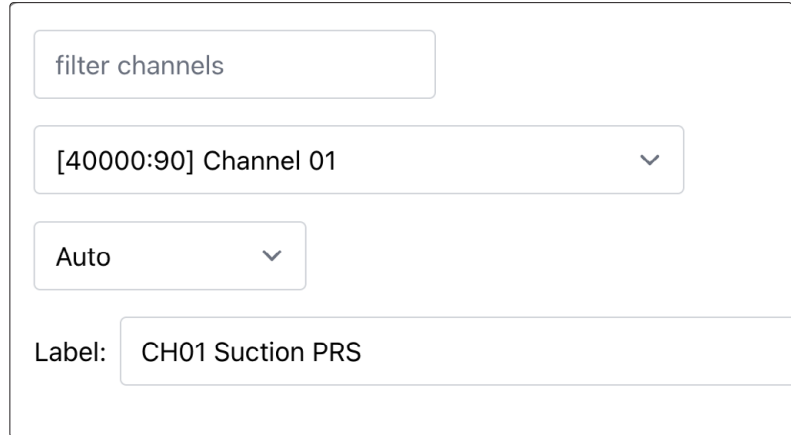 filter channels
[40000:90] Channel 01
Auto
Label: CH01 Suction PRS